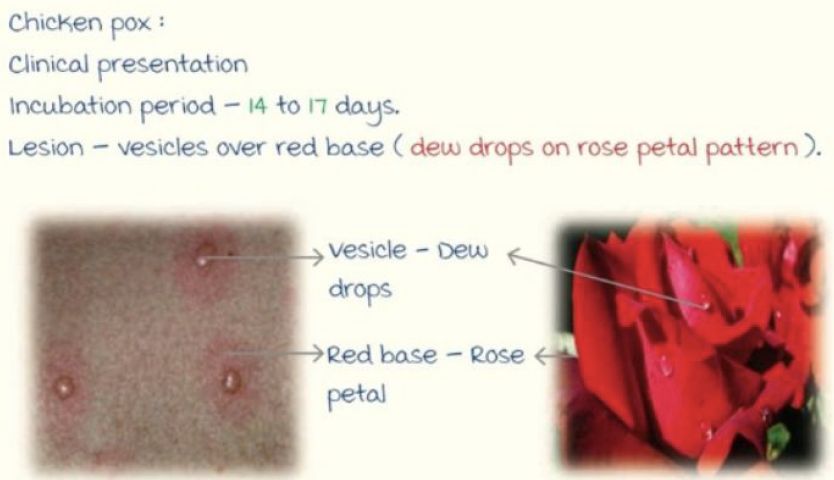 Chicken pox :
Clinical presentation
Incubation period – 14 to 17 days.
Lesion – vesicles over red base ( dew drops on rose petal pattern ).
Vesicle – Dew
drops
Red base – Rose
petal